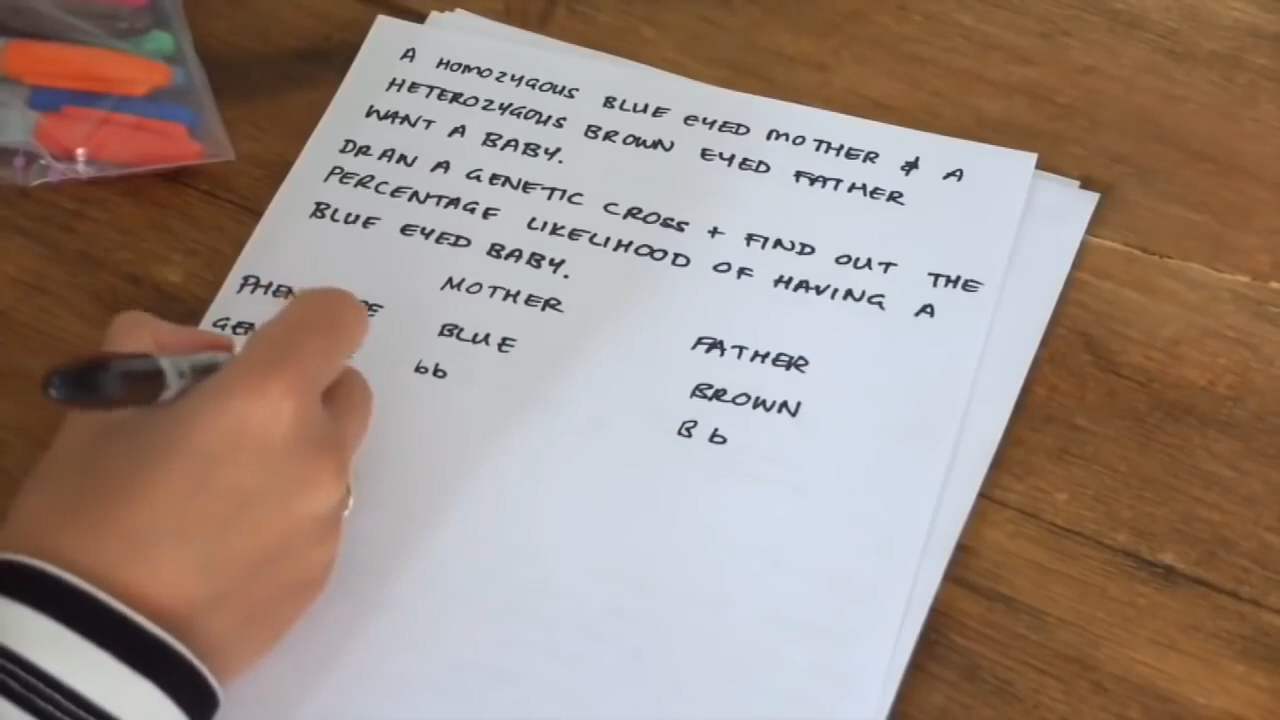 A HOMOZYGOUS BLUE EYED MOTHER & A
HETEROZYGOUS BROWN EYED FATHER
WANT A BABY.
DRAN A GENETIC CROSS + FIND OUT THE
PERCENTAGE LIKELIHOOD OF HAVING A
BLUE EYED BABY.
MOTHER FATHER
BLUE BROWN
bb Bb